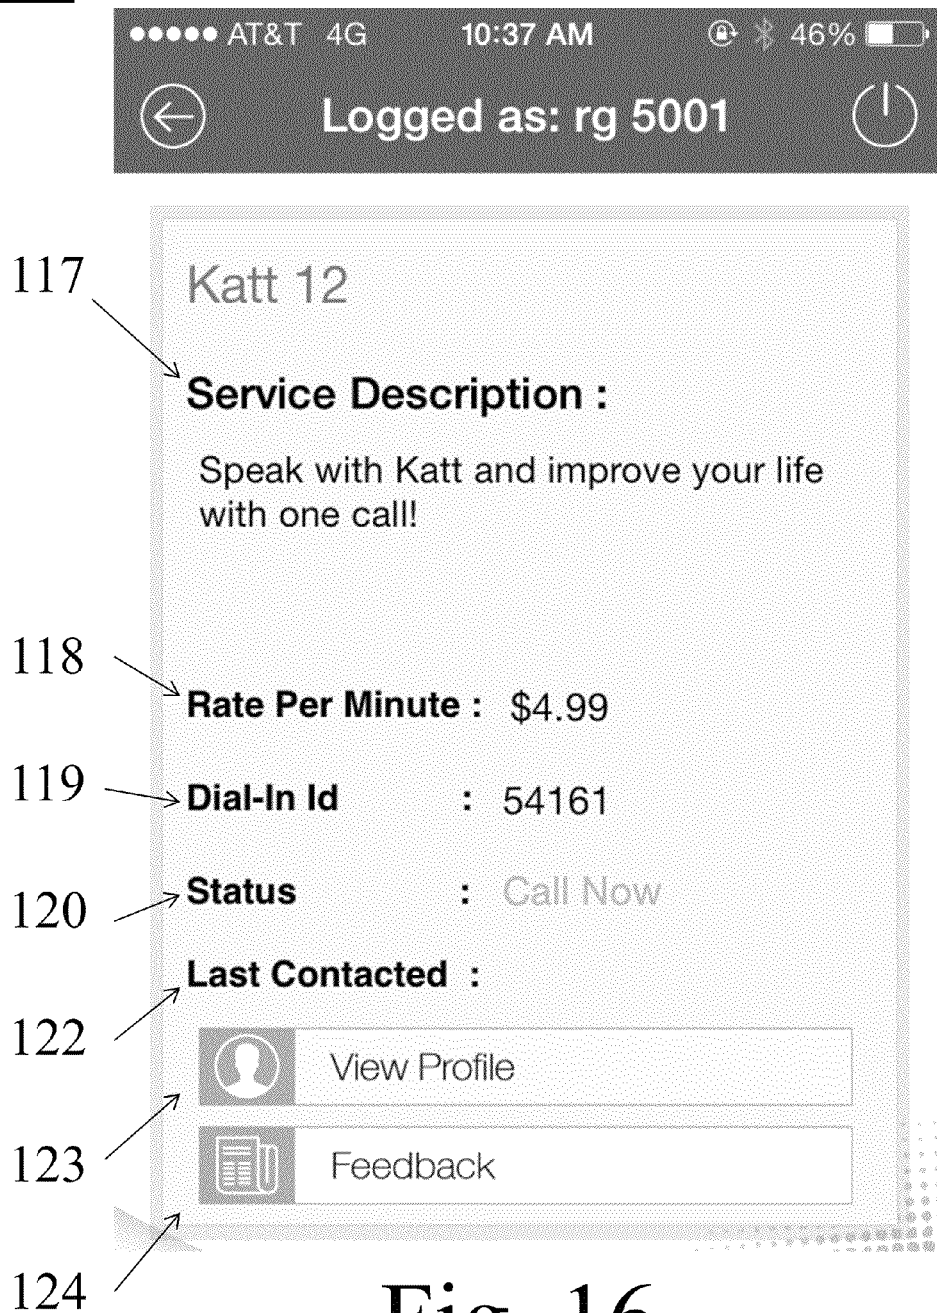 AT&T 4G 10:37 AM 46%
Logged as: rg 5001
117
Katt 12
Service Description :
Speak with Katt and improve your life
with one call!
118
Rate Per Minute : $4.99
119
Dial-In Id : 54161
120
Status : Call Now
Last Contacted :
122
View Profile
123
Feedback
124
Fig. 16